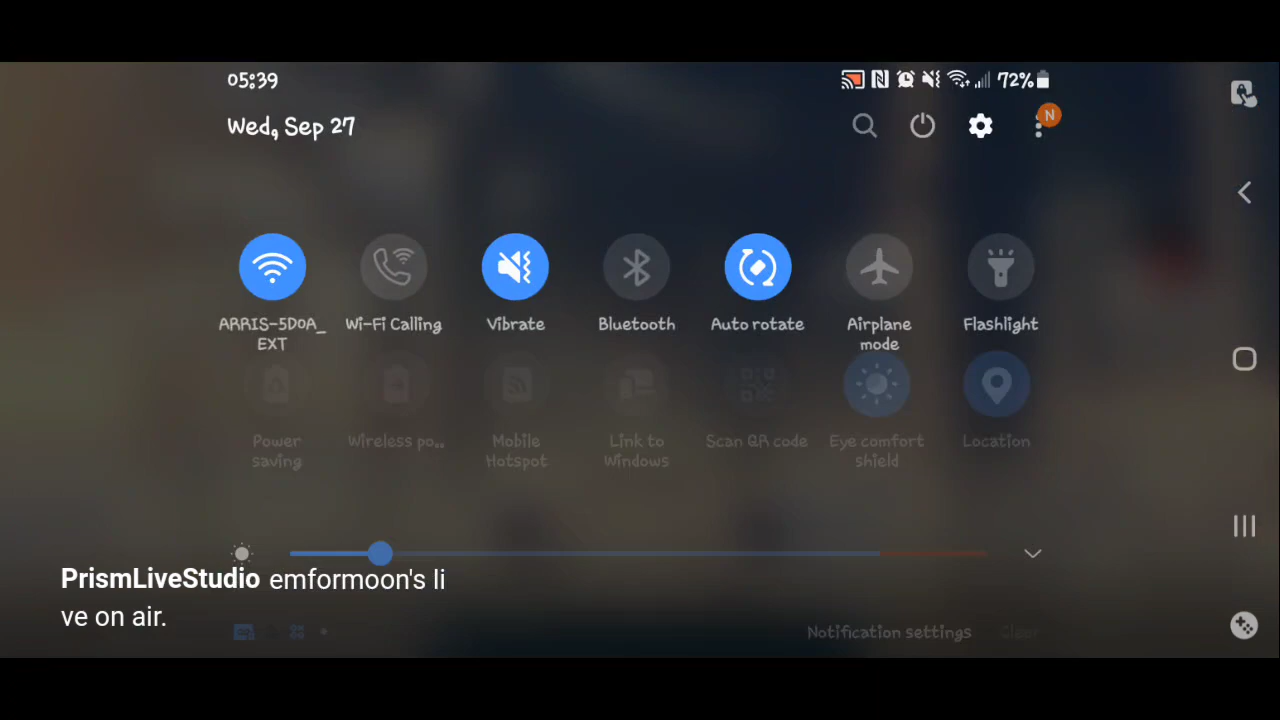 05:39
72%
Wed, Sep 27
N
ARRIS-5D0A_
EXT
Wi-Fi Calling
Vibrate
Bluetooth
Auto rotate
Airplane
mode
Flashlight
Power
saving
Wireless po..
Mobile
Hotspot
Link to
Windows
Scan QR code
Eye comfort
shield
Location
PrismLiveStudio emformoon's li
ve on air.
Notification settings
Clear